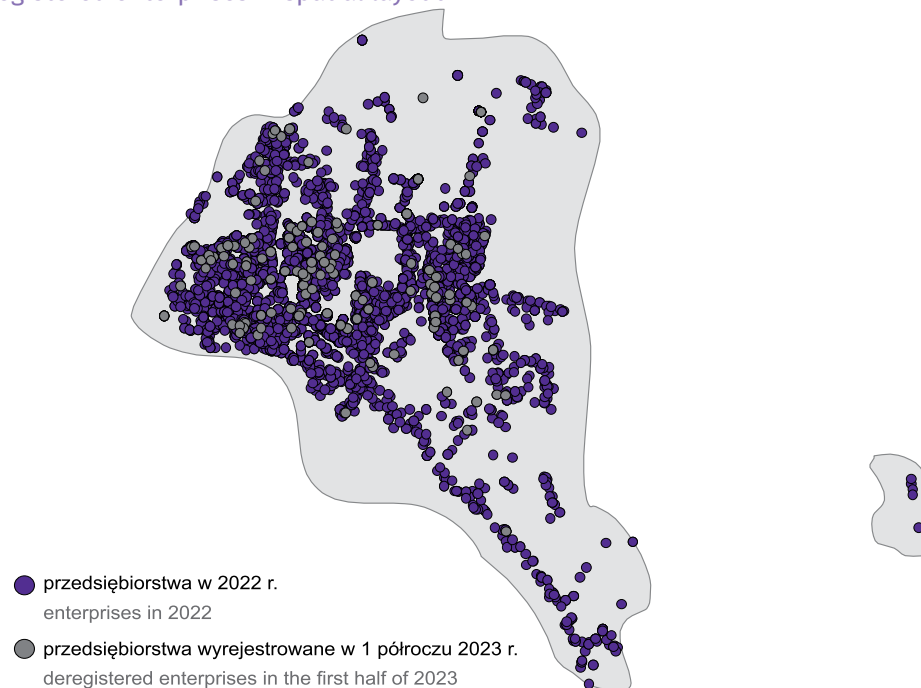 przedsiębiorstwa w 2022 r.
enterprises in 2022
przedsiębiorstwa wyrejestrowane w 1 półroczu 2023 r.
deregistered enterprises in the first half of 2023